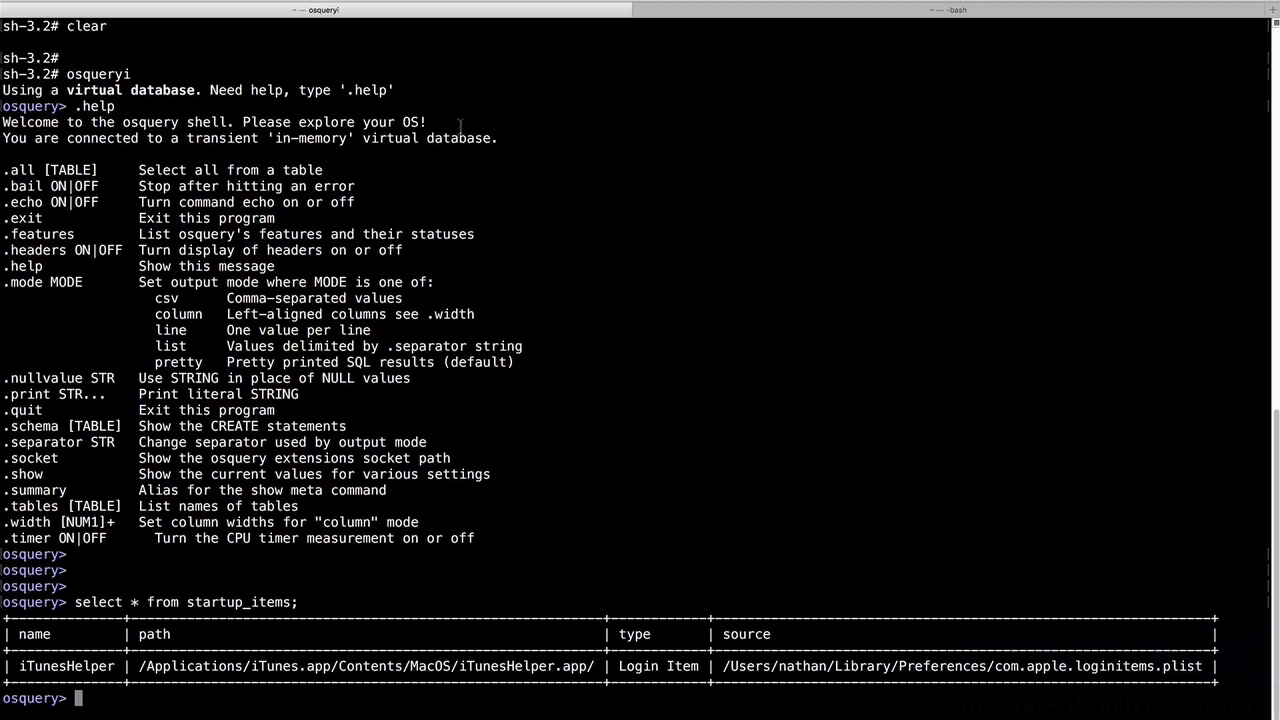 ~ — osqueryi
~ — -bash
sh-3.2# clear
sh-3.2#
sh-3.2# osqueryi
Using a virtual database. Need help, type '.help'
osquery> .help
Welcome to the osquery shell. Please explore your OS!
You are connected to a transient 'in-memory' virtual database.
.all [TABLE]     Select all from a table
.bail ON|OFF     Stop after hitting an error
.echo ON|OFF     Turn command echo on or off
.exit            Exit this program
.features        List osquery's features and their statuses
.headers ON|OFF  Turn display of headers on or off
.help            Show this message
.mode MODE       Set output mode where MODE is one of:
csv      Comma-separated values
column   Left-aligned columns see .width
line     One value per line
list     Values delimited by .separator string
pretty   Pretty printed SQL results (default)
.nullvalue STR   Use STRING in place of NULL values
.print STR...    Print literal STRING
.quit            Exit this program
.schema [TABLE]  Show the CREATE statements
.separator STR   Change separator used by output mode
.socket          Show the osquery extensions socket path
.show            Show the current values for various settings
.summary         Alias for the show meta command
.tables [TABLE]  List names of tables
.width [NUM1]+   Set column widths for "column" mode
.timer ON|OFF      Turn the CPU timer measurement on or off
osquery>
osquery>
osquery>
osquery> select * from startup_items;
| name         | path                                                      | type       | source                                                       |
| iTunesHelper | /Applications/iTunes.app/Contents/MacOS/iTunesHelper.app/ | Login Item | /Users/nathan/Library/Preferences/com.apple.loginitems.plist |
osquery>
THE CYBER SECURITY COMPANY